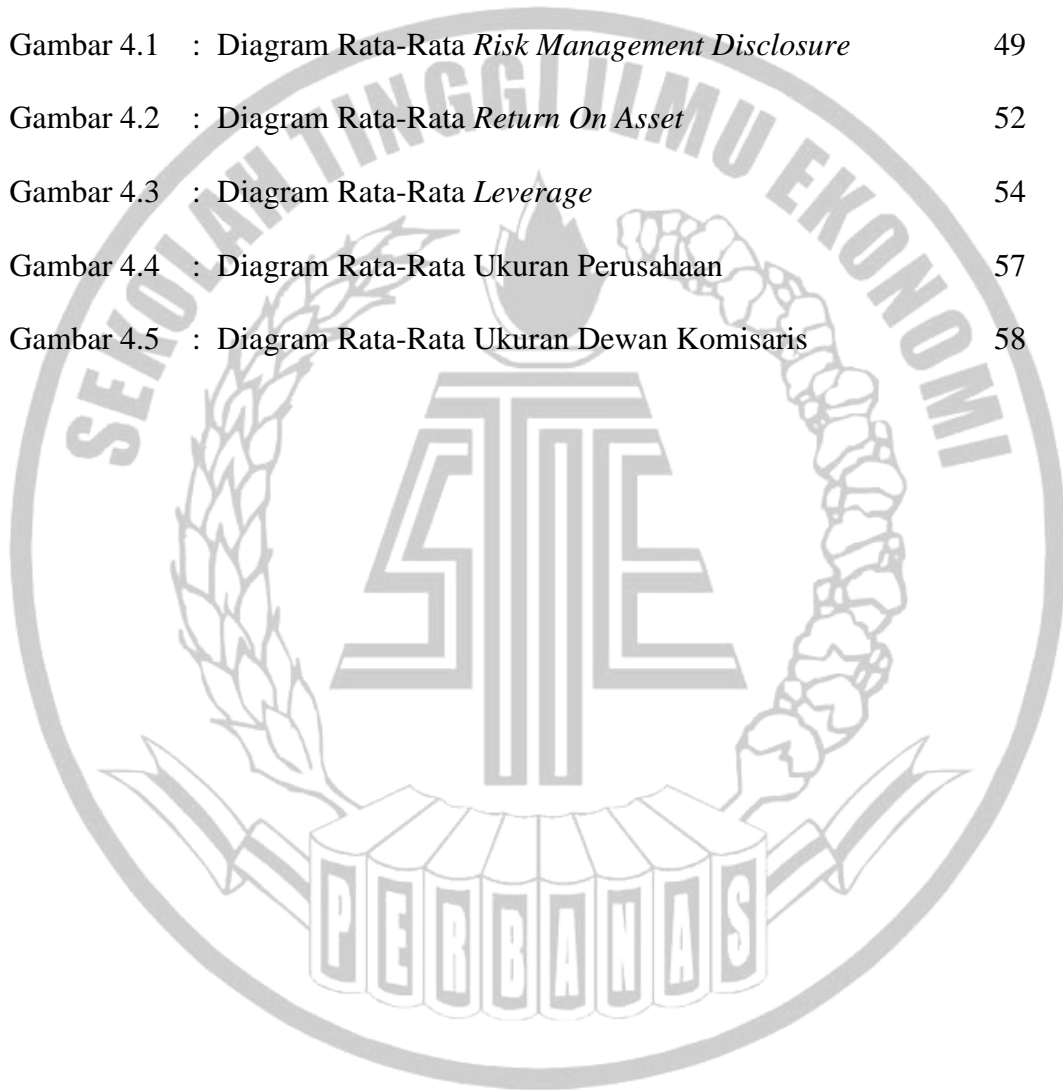 Gambar 4.1 : Diagram Rata-Rata Risk Management Disclosure 49
Gambar 4.2 : Diagram Rata-Rata Return On Asset 52
Gambar 4.3 : Diagram Rata-Rata Leverage 54
Gambar 4.4 : Diagram Rata-Rata Ukuran Perusahaan 57
Gambar 4.5 : Diagram Rata-Rata Ukuran Dewan Komisaris 58
SEKOLAH TINGGI ILMU EKONOMI
STIE
PERBANAS